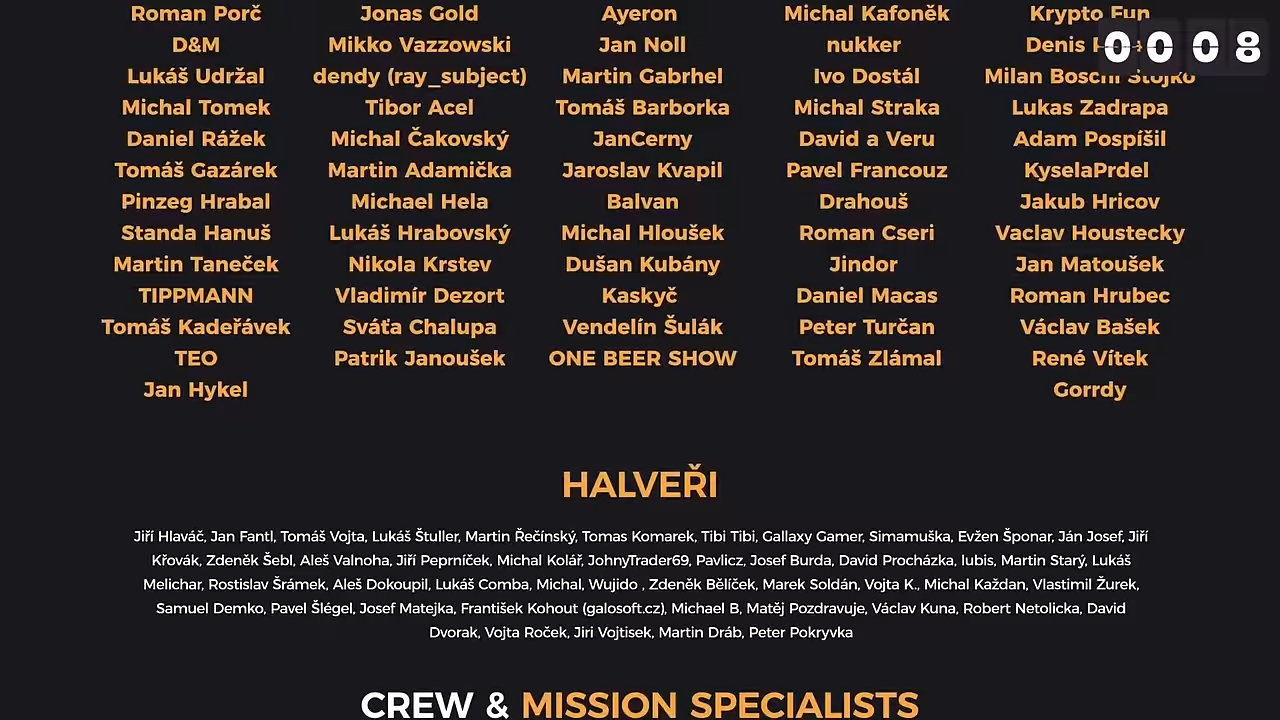 Roman Porč Jonas Gold Ayeron Michal Kafoněk Krypto Fun
D&M Mikko Vazzowski Jan Noll nukker Denis
00 08
Lukáš Udržal dendy (ray_subject) Martin Gabrhel Ivo Dostál Milan Boschi Stojko
Michal Tomek Tibor Acel Tomáš Barborka Michal Straka Lukas Zadrapa
Daniel Rážek Michal Čakovský JanCerny David a Veru Adam Pospíšil
Tomáš Gazárek Martin Adamička Jaroslav Kvapil Pavel Francouz KyselaPrdel
Pinzeg Hrabal Michael Hela Balvan Drahouš Jakub Hricov
Standa Hanuš Lukáš Hrabovský Michal Hloušek Roman Cseri Vaclav Houstecky
Martin Taneček Nikola Krstev Dušan Kubány Jindor Jan Matoušek
TIPPMANN Vladimír Dezort Kaskyč Daniel Macas Roman Hrubec
Tomáš Kadeřávek Sváťa Chalupa Vendelín Šulák Peter Turčan Václav Bašek
TEO Patrik Janoušek ONE BEER SHOW Tomáš Zlámal René Vítek
Jan Hykel Gorrdy
HALVEŘI
Jiří Hlaváč, Jan Fantl, Tomáš Vojta, Lukáš Štuller, Martin Řečínský, Tomas Komarek, Tibi Tibi, Gallaxy Gamer, Simamuška, Evžen Šponar, Ján Josef, Jiří
Křovák, Zdeněk Šebl, Aleš Valnoha, Jiří Peprníček, Michal Kolář, JohnyTrader69, Pavlicz, Josef Burda, David Procházka, lubis, Martin Starý, Lukáš
Melichar, Rostislav Šrámek, Aleš Dokoupil, Lukáš Comba, Michal, Wujido , Zdeněk Bělíček, Marek Soldán, Vojta K., Michal Každan, Vlastimil Žurek,
Samuel Demko, Pavel Šlégel, Josef Matejka, František Kohout (galosoft.cz), Michael B, Matěj Pozdravuje, Václav Kuna, Robert Netolicka, David
Dvorak, Vojta Roček, Jiri Vojtisek, Martin Dráb, Peter Pokryvka
CREW & MISSION SPECIALISTS